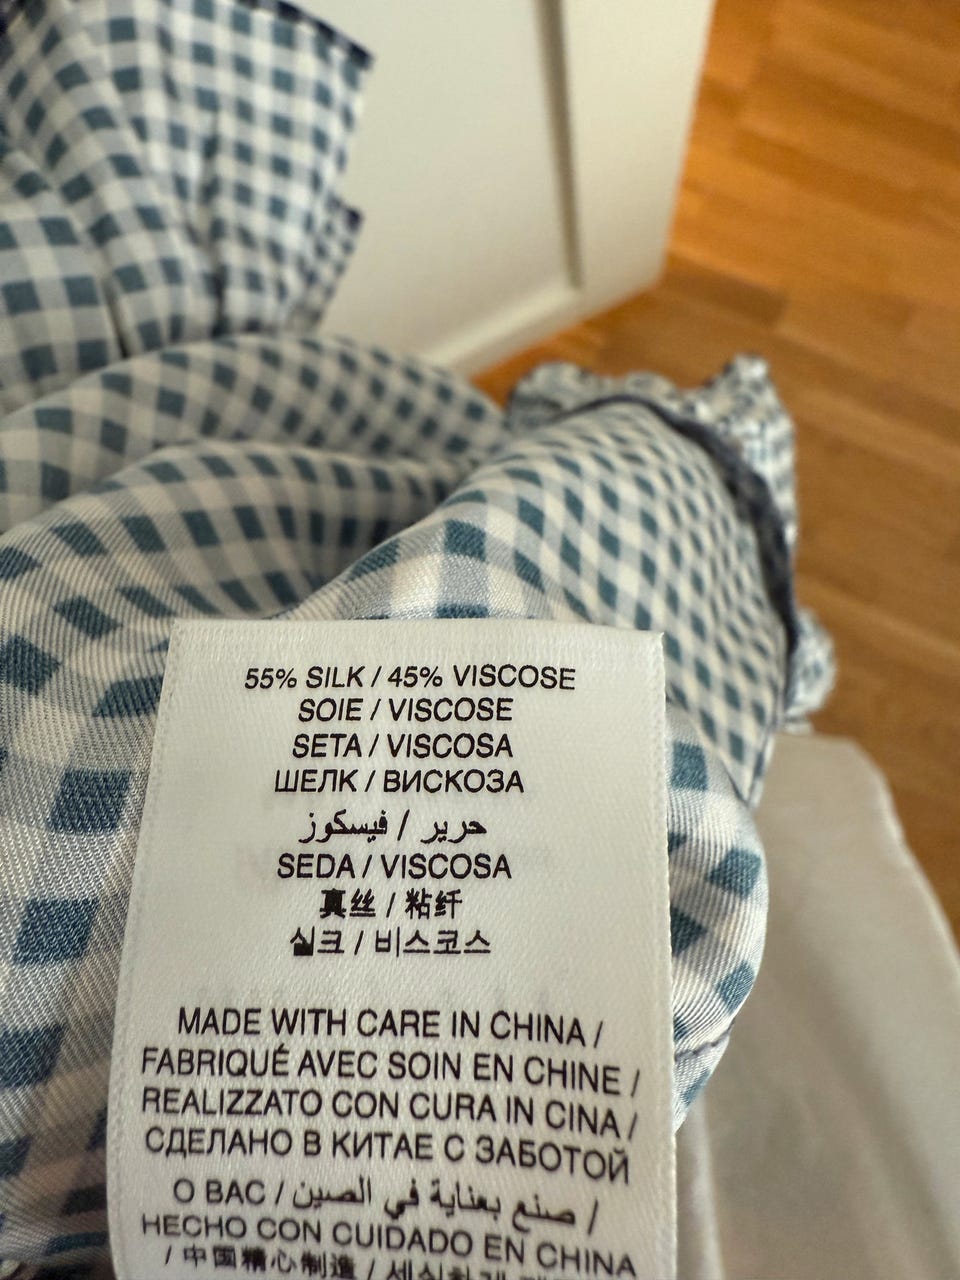 55% SILK / 45% VISCOSE
SOIE / VISCOSE
SETA / VISCOSA
ШЕЛК / ВИСКОЗА
حرير / فيسكوز
SEDA / VISCOSA
真丝 / 粘纤
실크 / 비스코스
MADE WITH CARE IN CHINA /
FABRIQUÉ AVEC SOIN EN CHINE /
REALIZZATO CON CURA IN CINA /
СДЕЛАНО В КИТАЕ С ЗАБОТОЙ
О ВАС / صنع بعناية في الصين /
HECHO CON CUIDADO EN CHINA
/ 中国精心制造 /